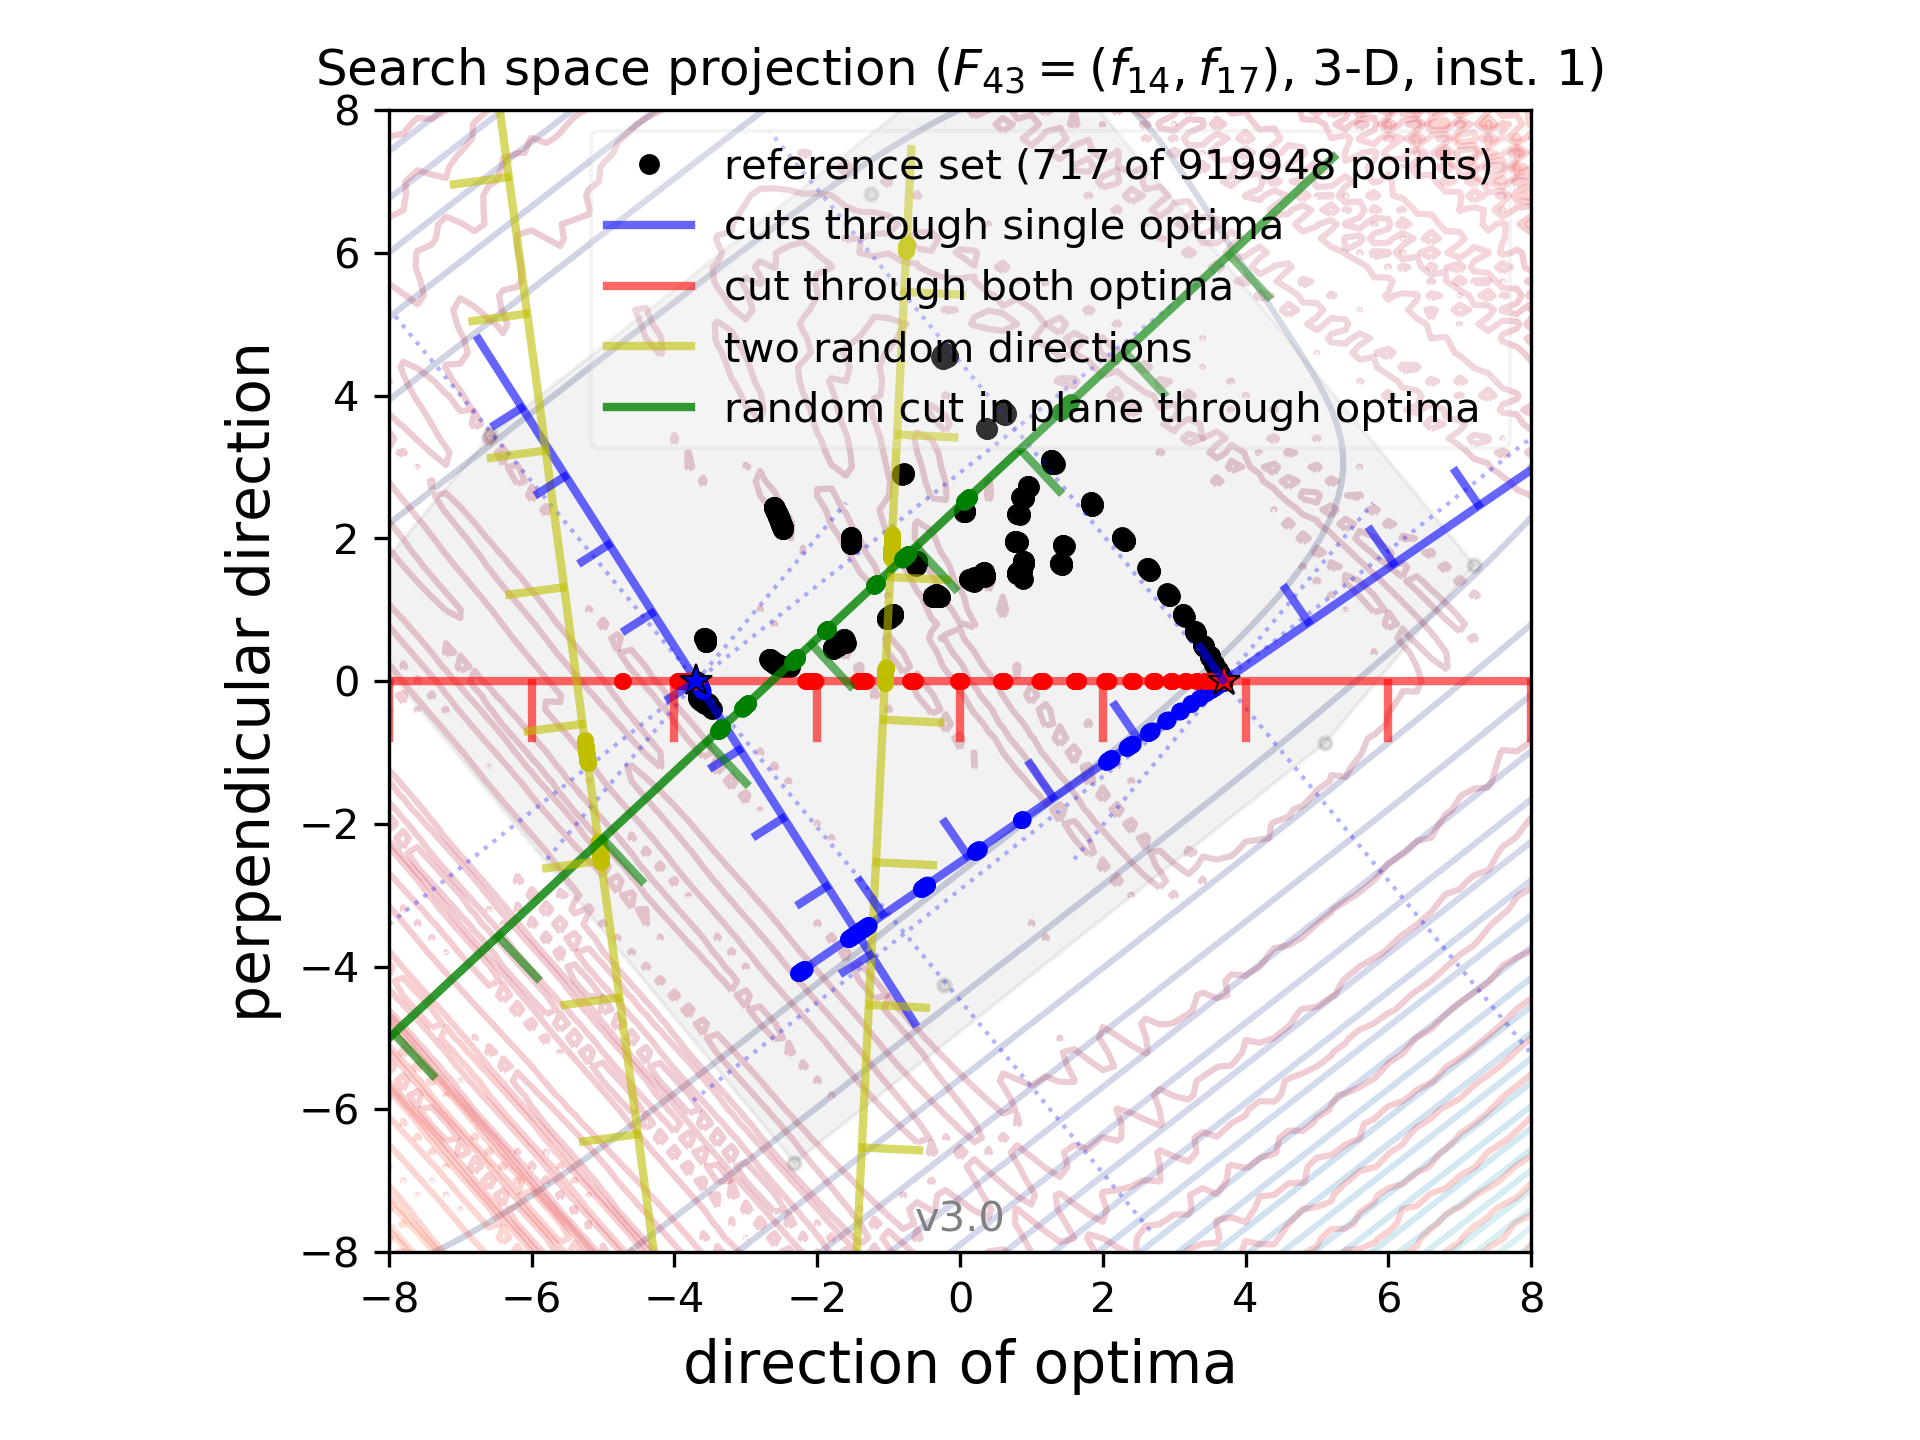 Search space projection (F43 = (f14, f17), 3-D, inst. 1)
reference set (717 of 919948 points)
cuts through single optima
cut through both optima
two random directions
random cut in plane through optima
8
6
4
2
0
−2
−4
−6
−8
perpendicular direction
v3.0
−8 −6 −4 −2 0 2 4 6 8
direction of optima